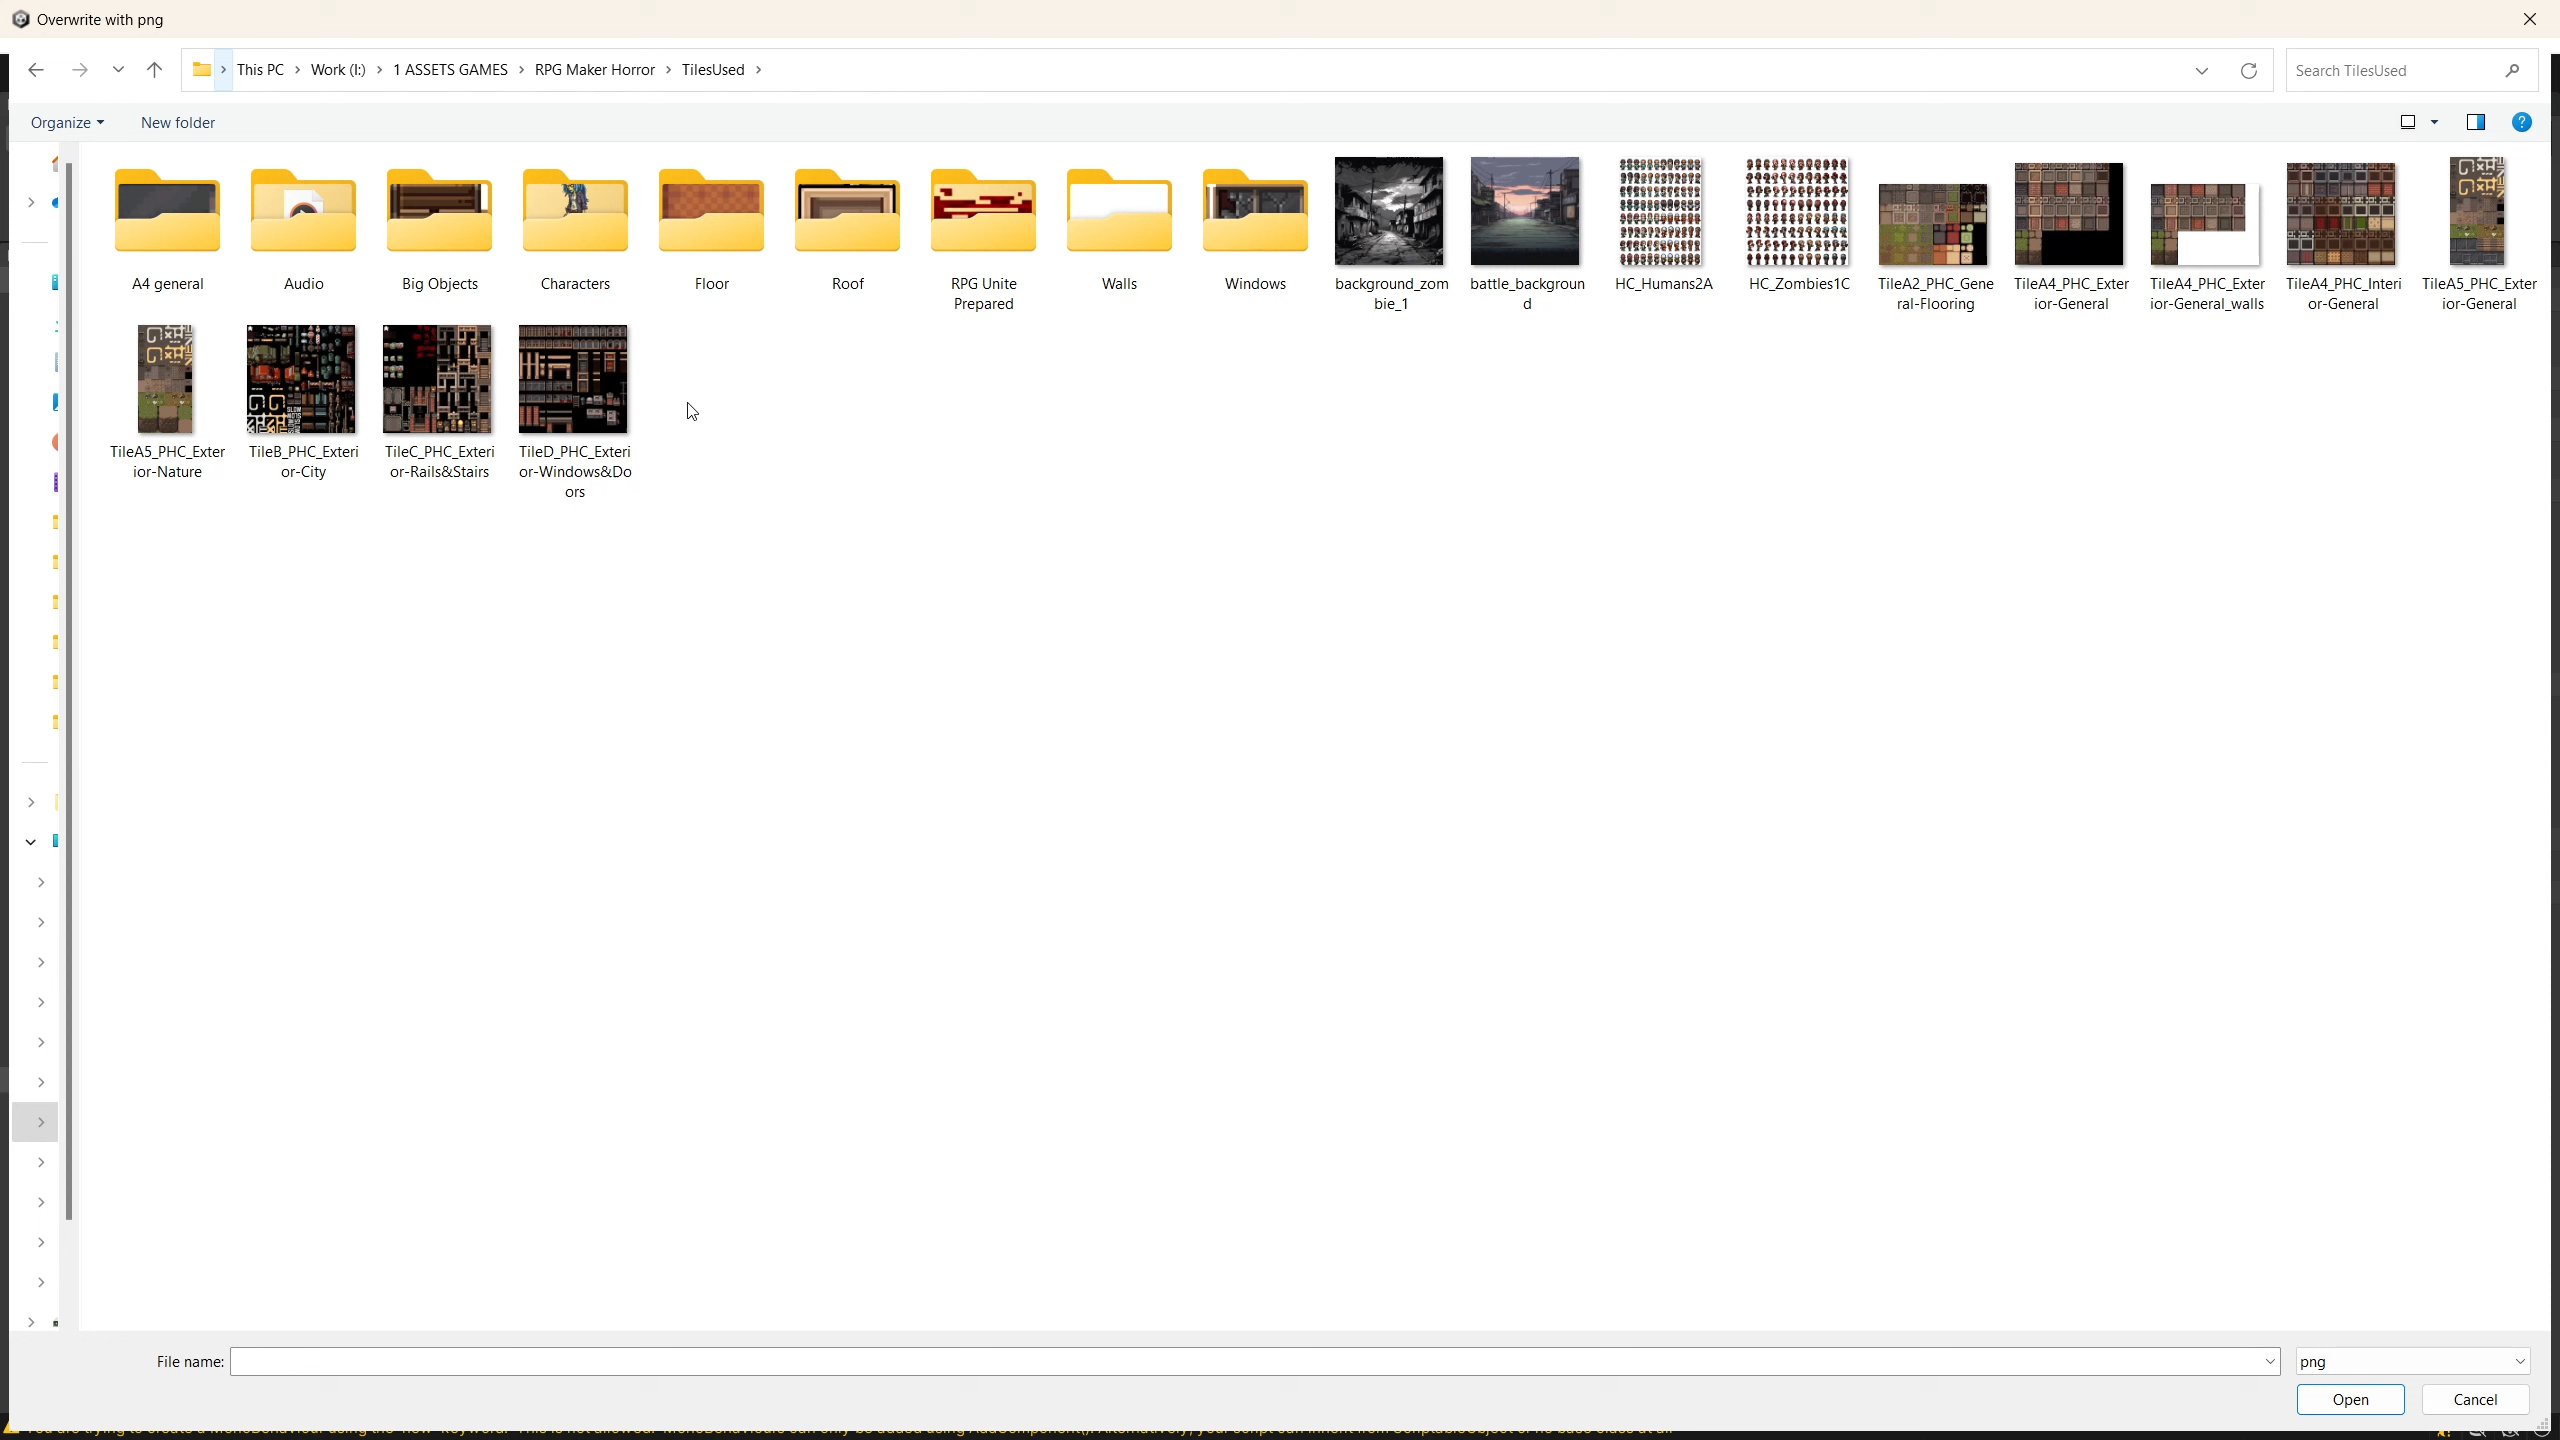 Overwrite with png
This PC > Work (I:) > 1 ASSETS GAMES > RPG Maker Horror > TilesUsed >
Search TilesUsed
Organize
New folder
A4 general
Audio
Big Objects
Characters
Floor
Roof
RPG Unite
Prepared
Walls
Windows
background_zom
bie_1
battle_backgroun
d
HC_Humans2A
HC_Zombies1C
TileA2_PHC_Gene
ral-Flooring
TileA4_PHC_Exter
ior-General
TileA4_PHC_Exter
ior-General_walls
TileA4_PHC_Interi
or-General
TileA5_PHC_Exter
ior-General
TileA5_PHC_Exter
ior-Nature
TileB_PHC_Exteri
or-City
TileC_PHC_Exteri
or-Rails&Stairs
TileD_PHC_Exteri
or-Windows&Do
ors
File name:
png
Open
Cancel